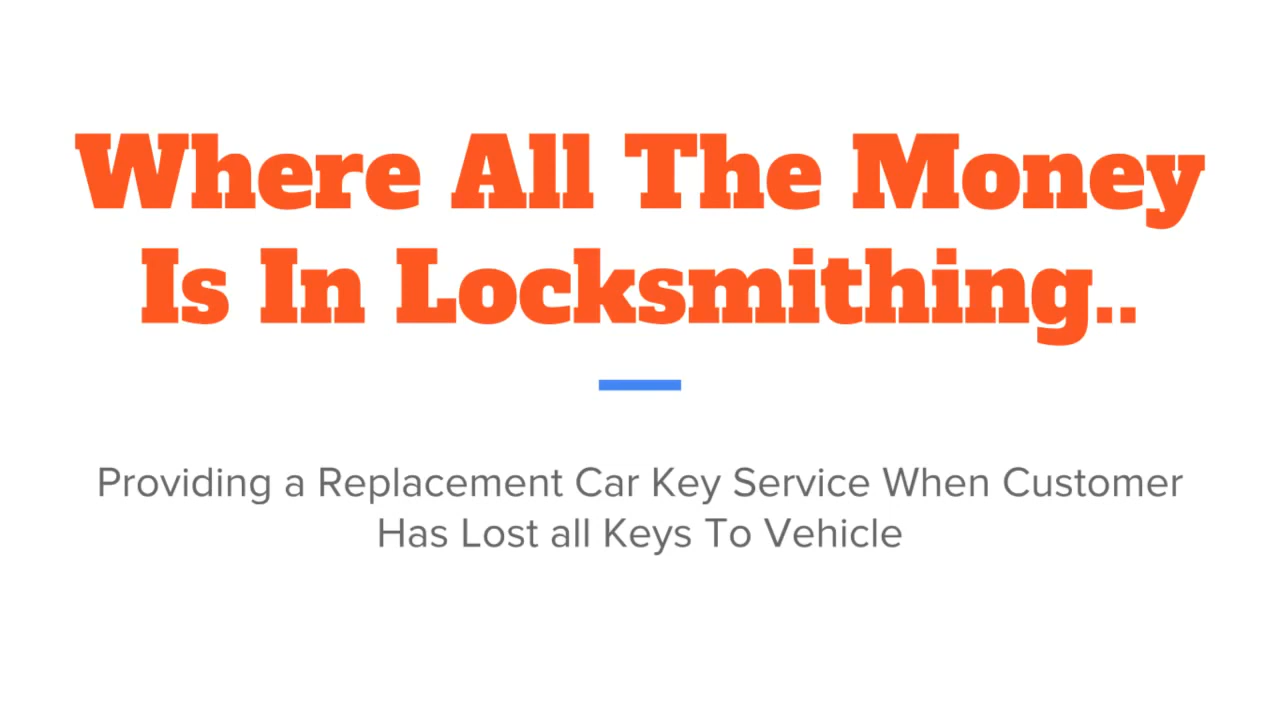 Where All The Money
Is In Locksmithing..
Providing a Replacement Car Key Service When Customer
Has Lost all Keys To Vehicle